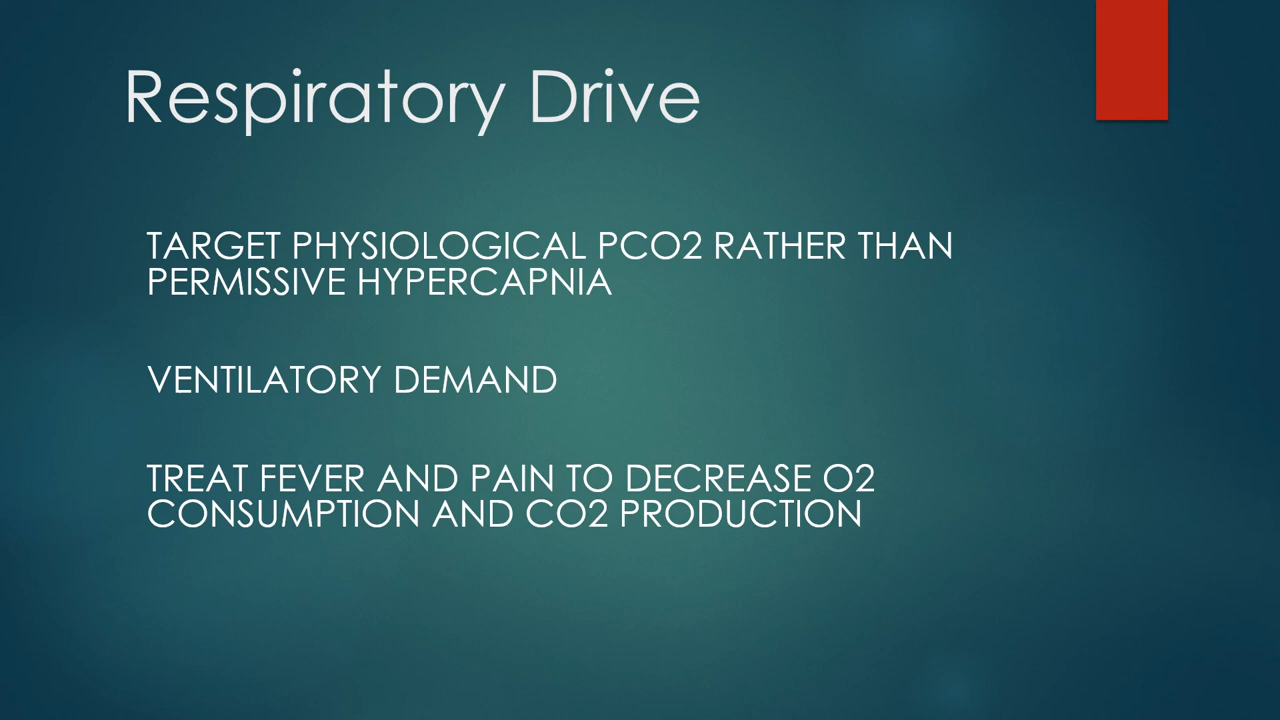 Respiratory Drive
TARGET PHYSIOLOGICAL PCO2 RATHER THAN
PERMISSIVE HYPERCAPNIA
VENTILATORY DEMAND
TREAT FEVER AND PAIN TO DECREASE O2
CONSUMPTION AND CO2 PRODUCTION